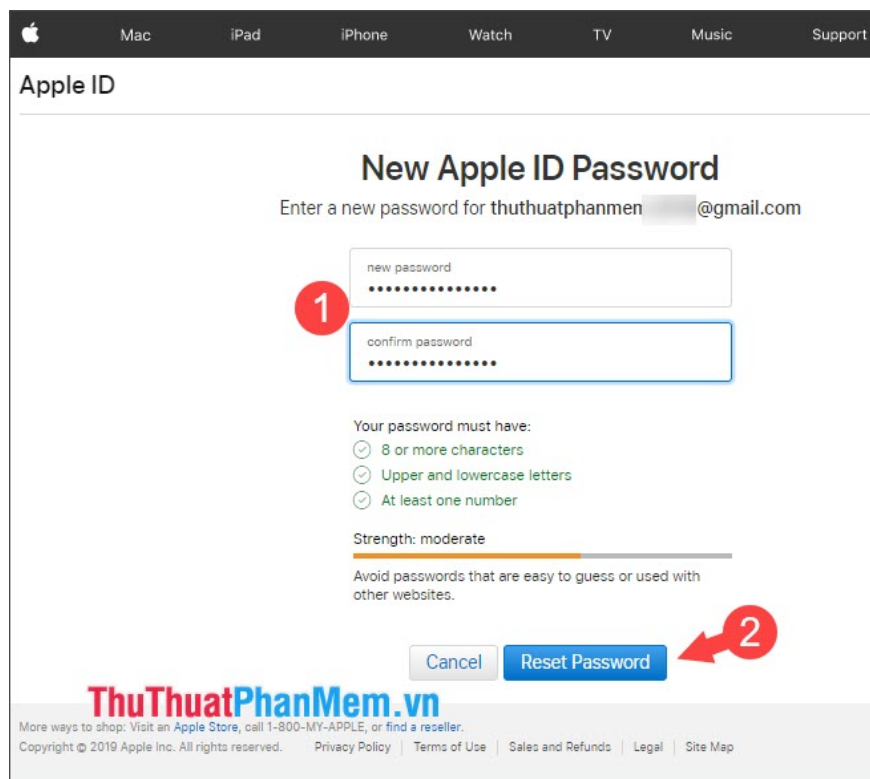 Mac iPad iPhone Watch TV Music Support
Apple ID
New Apple ID Password
Enter a new password for thuthuatphanmen @gmail.com
new password
•••••••••••••••
1
confirm password
•••••••••••••••
Your password must have:
8 or more characters
Upper and lowercase letters
At least one number
Strength: moderate
Avoid passwords that are easy to guess or used with
other websites.
2
Cancel Reset Password
ThuThuatPhanMem.vn
More ways to shop: Visit an Apple Store, call 1-800-MY-APPLE, or find a reseller.
Copyright © 2019 Apple Inc. All rights reserved. Privacy Policy | Terms of Use | Sales and Refunds | Legal | Site Map